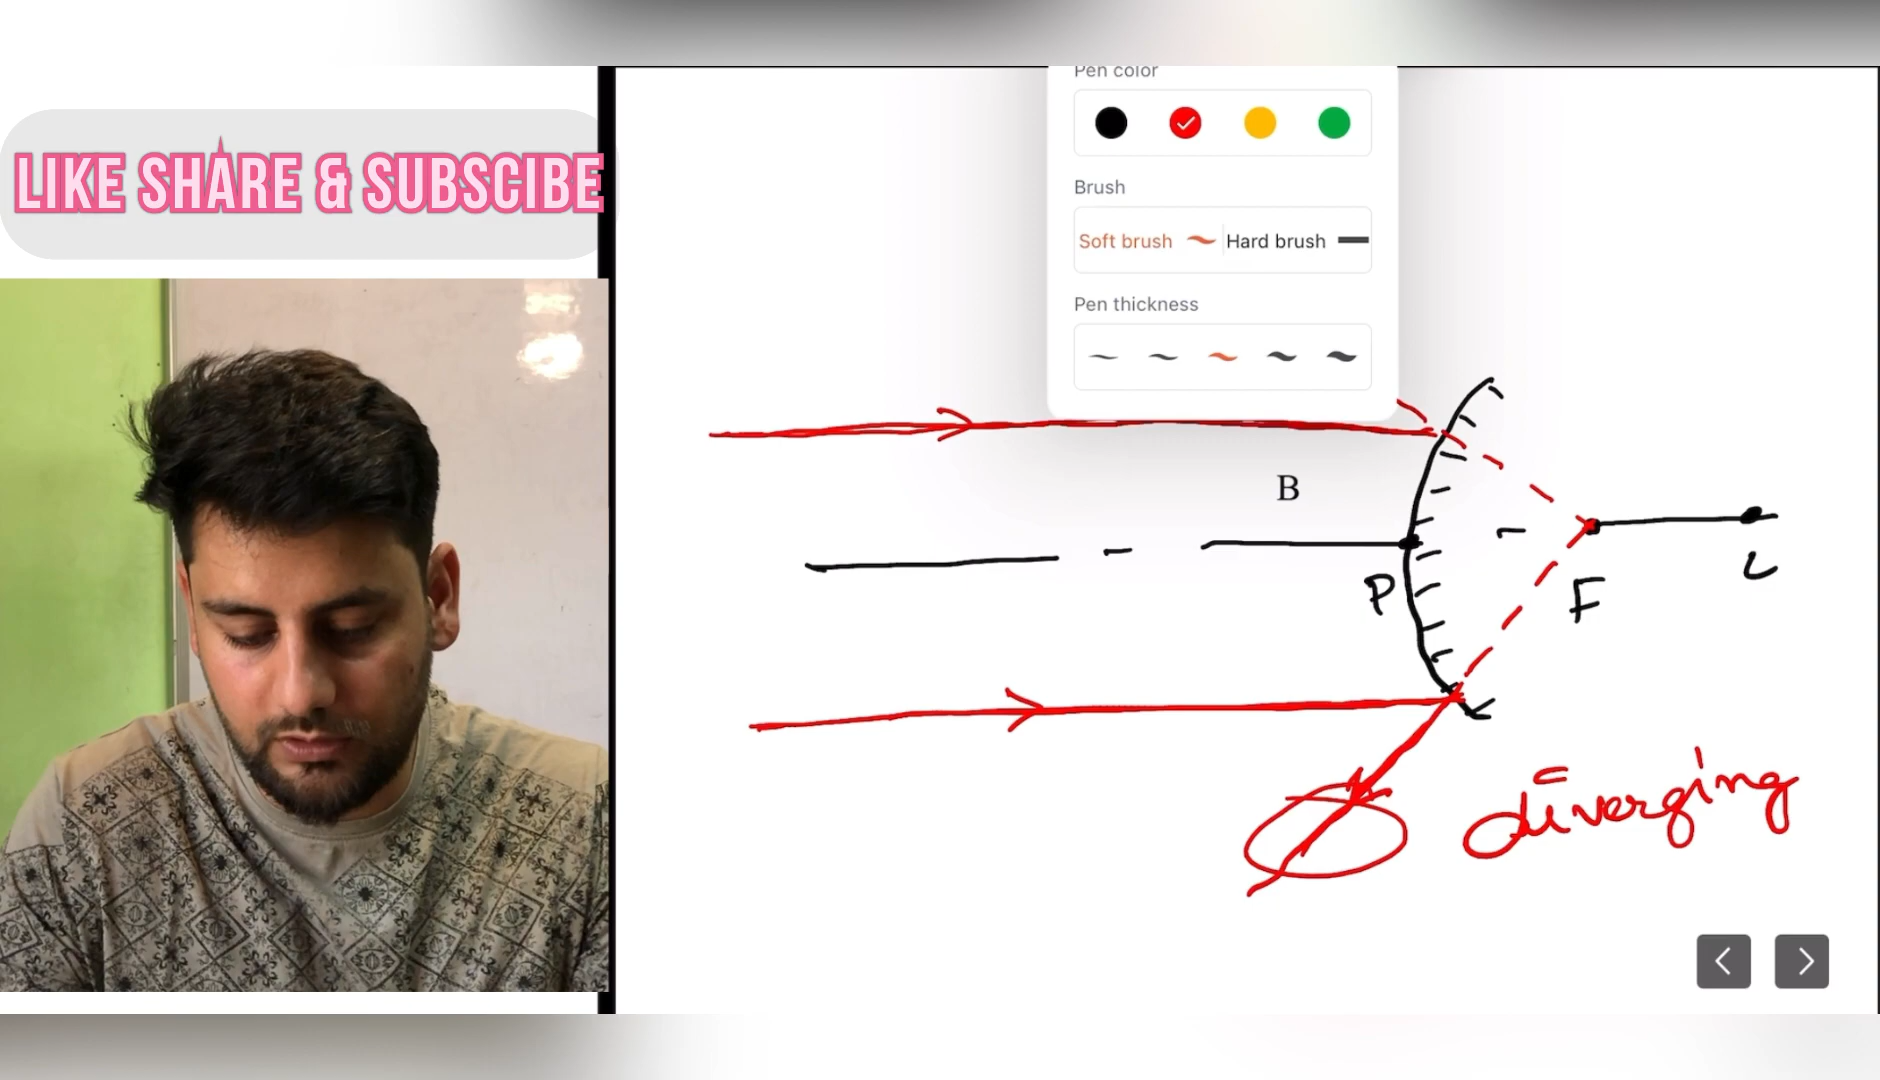 LIKE SHARE & SUBSCIBE
Pen color
Brush
Soft brush Hard brush
Pen thickness
B
P
F
C
diverging